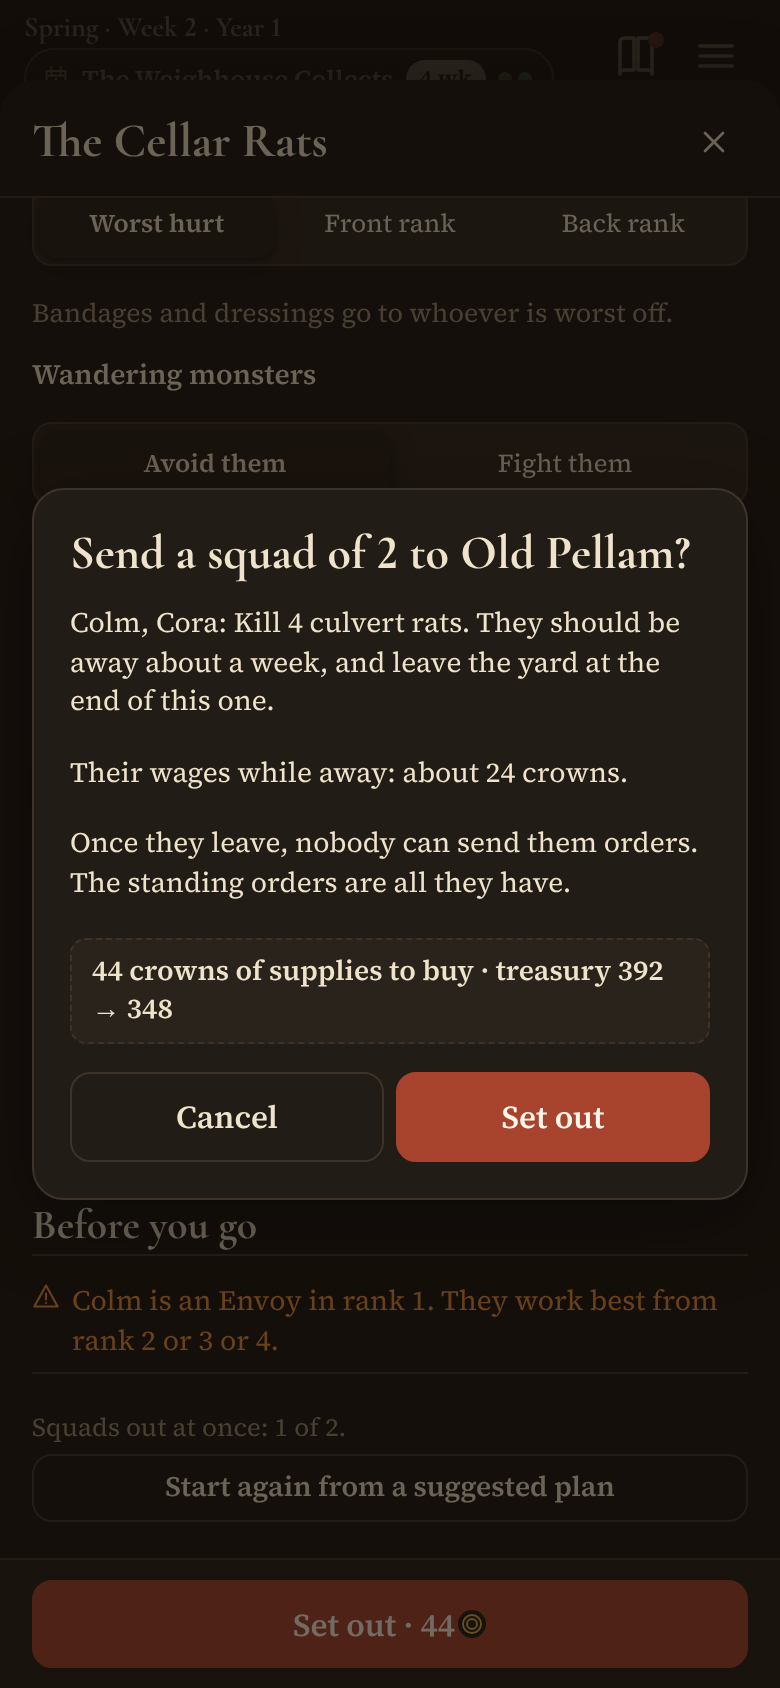 Spring · Week 2 · Year 1
The Weighhouse Collects 4 wk
The Cellar Rats
Worst hurt Front rank Back rank
Bandages and dressings go to whoever is worst off.
Wandering monsters
Avoid them Fight them
Send a squad of 2 to Old Pellam?
Colm, Cora: Kill 4 culvert rats. They should be
away about a week, and leave the yard at the
end of this one.
Their wages while away: about 24 crowns.
Once they leave, nobody can send them orders.
The standing orders are all they have.
44 crowns of supplies to buy · treasury 392
→ 348
Cancel Set out
Before you go
Colm is an Envoy in rank 1. They work best from
rank 2 or 3 or 4.
Squads out at once: 1 of 2.
Start again from a suggested plan
Set out · 44